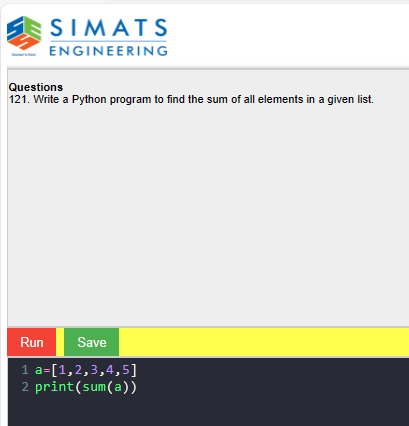 SIMATS
ENGINEERING
Questions
121. Write a Python program to find the sum of all elements in a given list.
Run Save
1 a=[1,2,3,4,5]
2 print(sum(a))